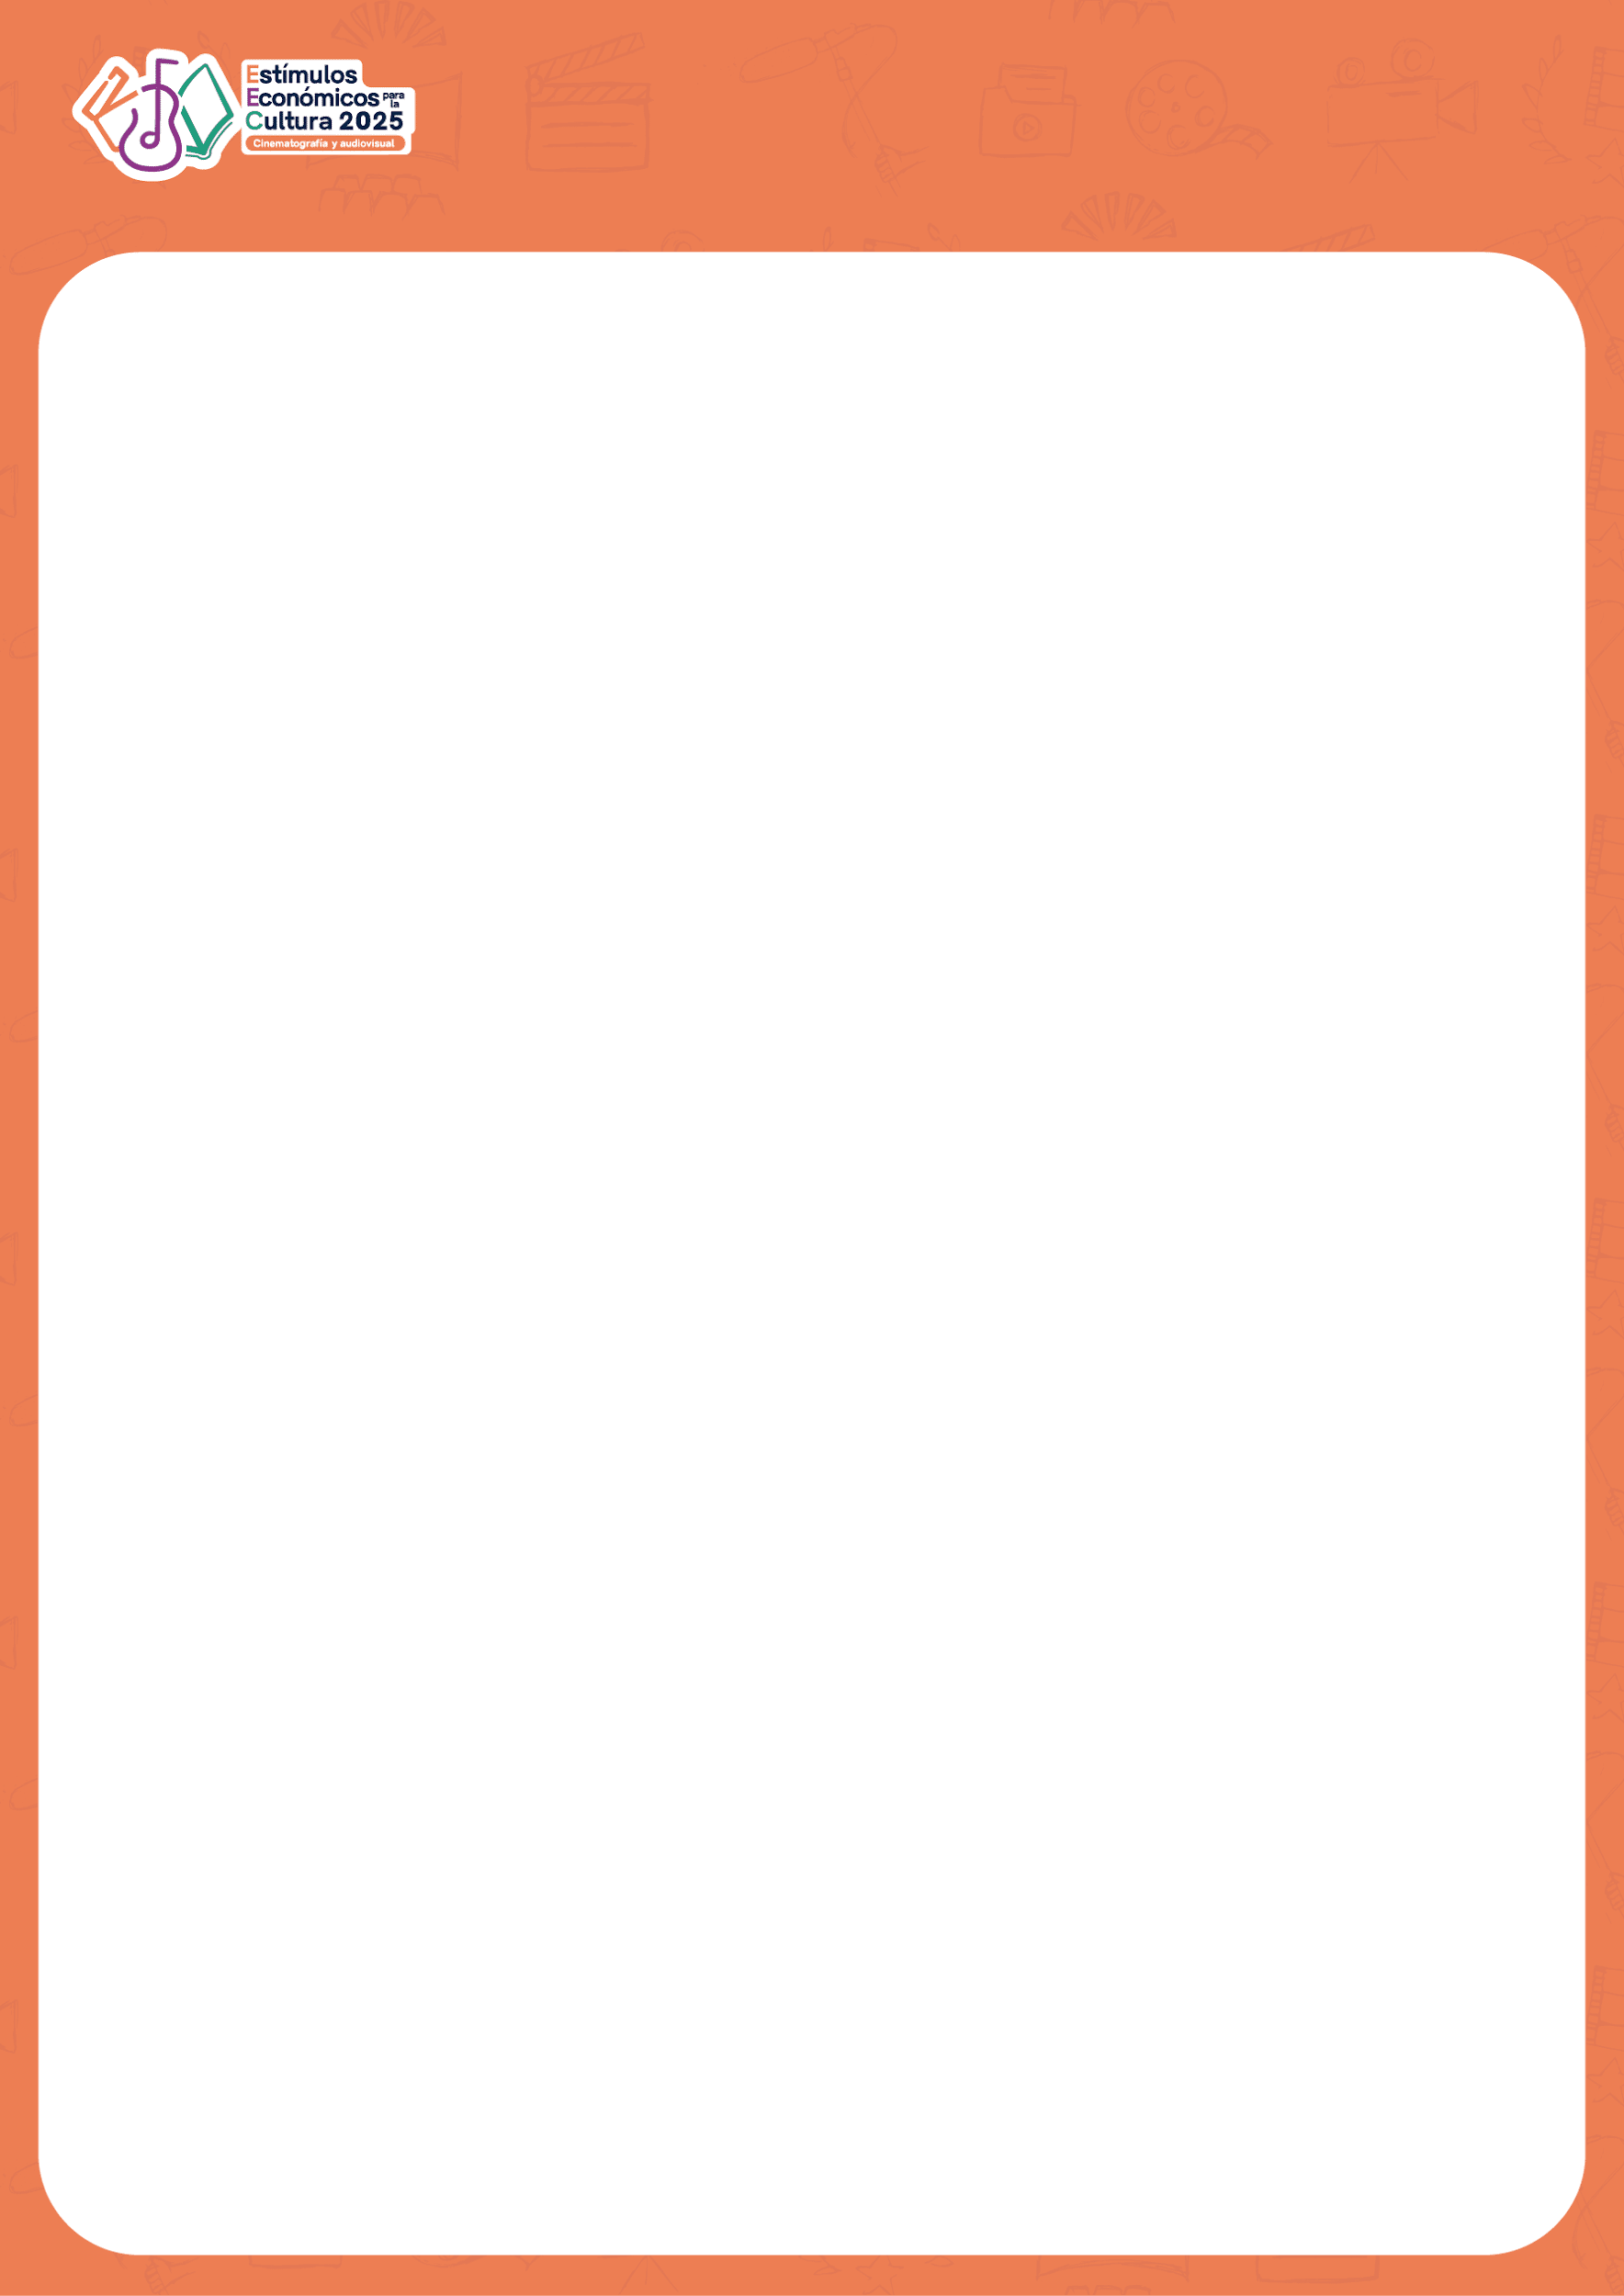 Estímulos
Económicos para la
Cultura 2025
Cinematografía y audiovisual